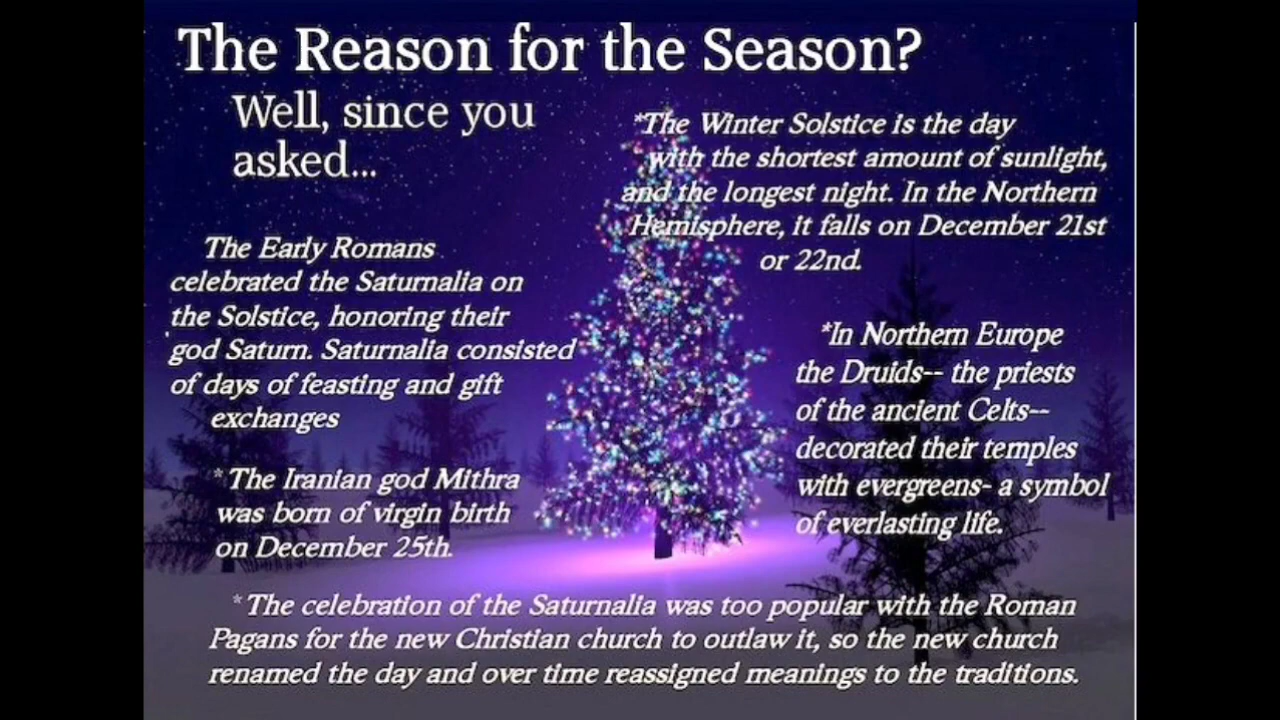 The Reason for the Season?
Well, since you
asked...
*The Winter Solstice is the day
with the shortest amount of sunlight,
and the longest night. In the Northern
Hemisphere, it falls on December 21st
or 22nd.
The Early Romans
celebrated the Saturnalia on
the Solstice, honoring their
god Saturn. Saturnalia consisted
of days of feasting and gift
exchanges
*In Northern Europe
the Druids-- the priests
of the ancient Celts--
decorated their temples
with evergreens- a symbol
of everlasting life.
*The Iranian god Mithra
was born of virgin birth
on December 25th.
*The celebration of the Saturnalia was too popular with the Roman
Pagans for the new Christian church to outlaw it, so the new church
renamed the day and over time reassigned meanings to the traditions.